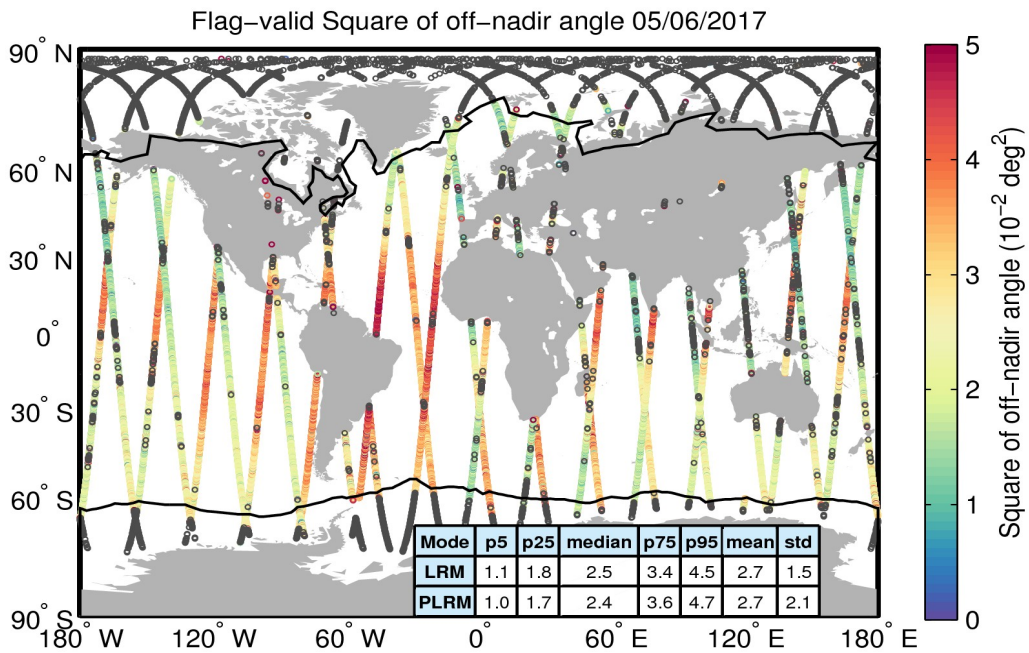 Flag−valid Square of off−nadir angle 05/06/2017
90° N
60° N
30° N
0°
30° S
60° S
90° S
180° W
120° W
60° W
0°
60° E
120° E
180° E
Mode p5 p25 median p75 p95 mean std
LRM 1.1 1.8 2.5 3.4 4.5 2.7 1.5
PLRM 1.0 1.7 2.4 3.6 4.7 2.7 2.1
5
4
3
2
1
0
Square of off−nadir angle (10⁻² deg²)